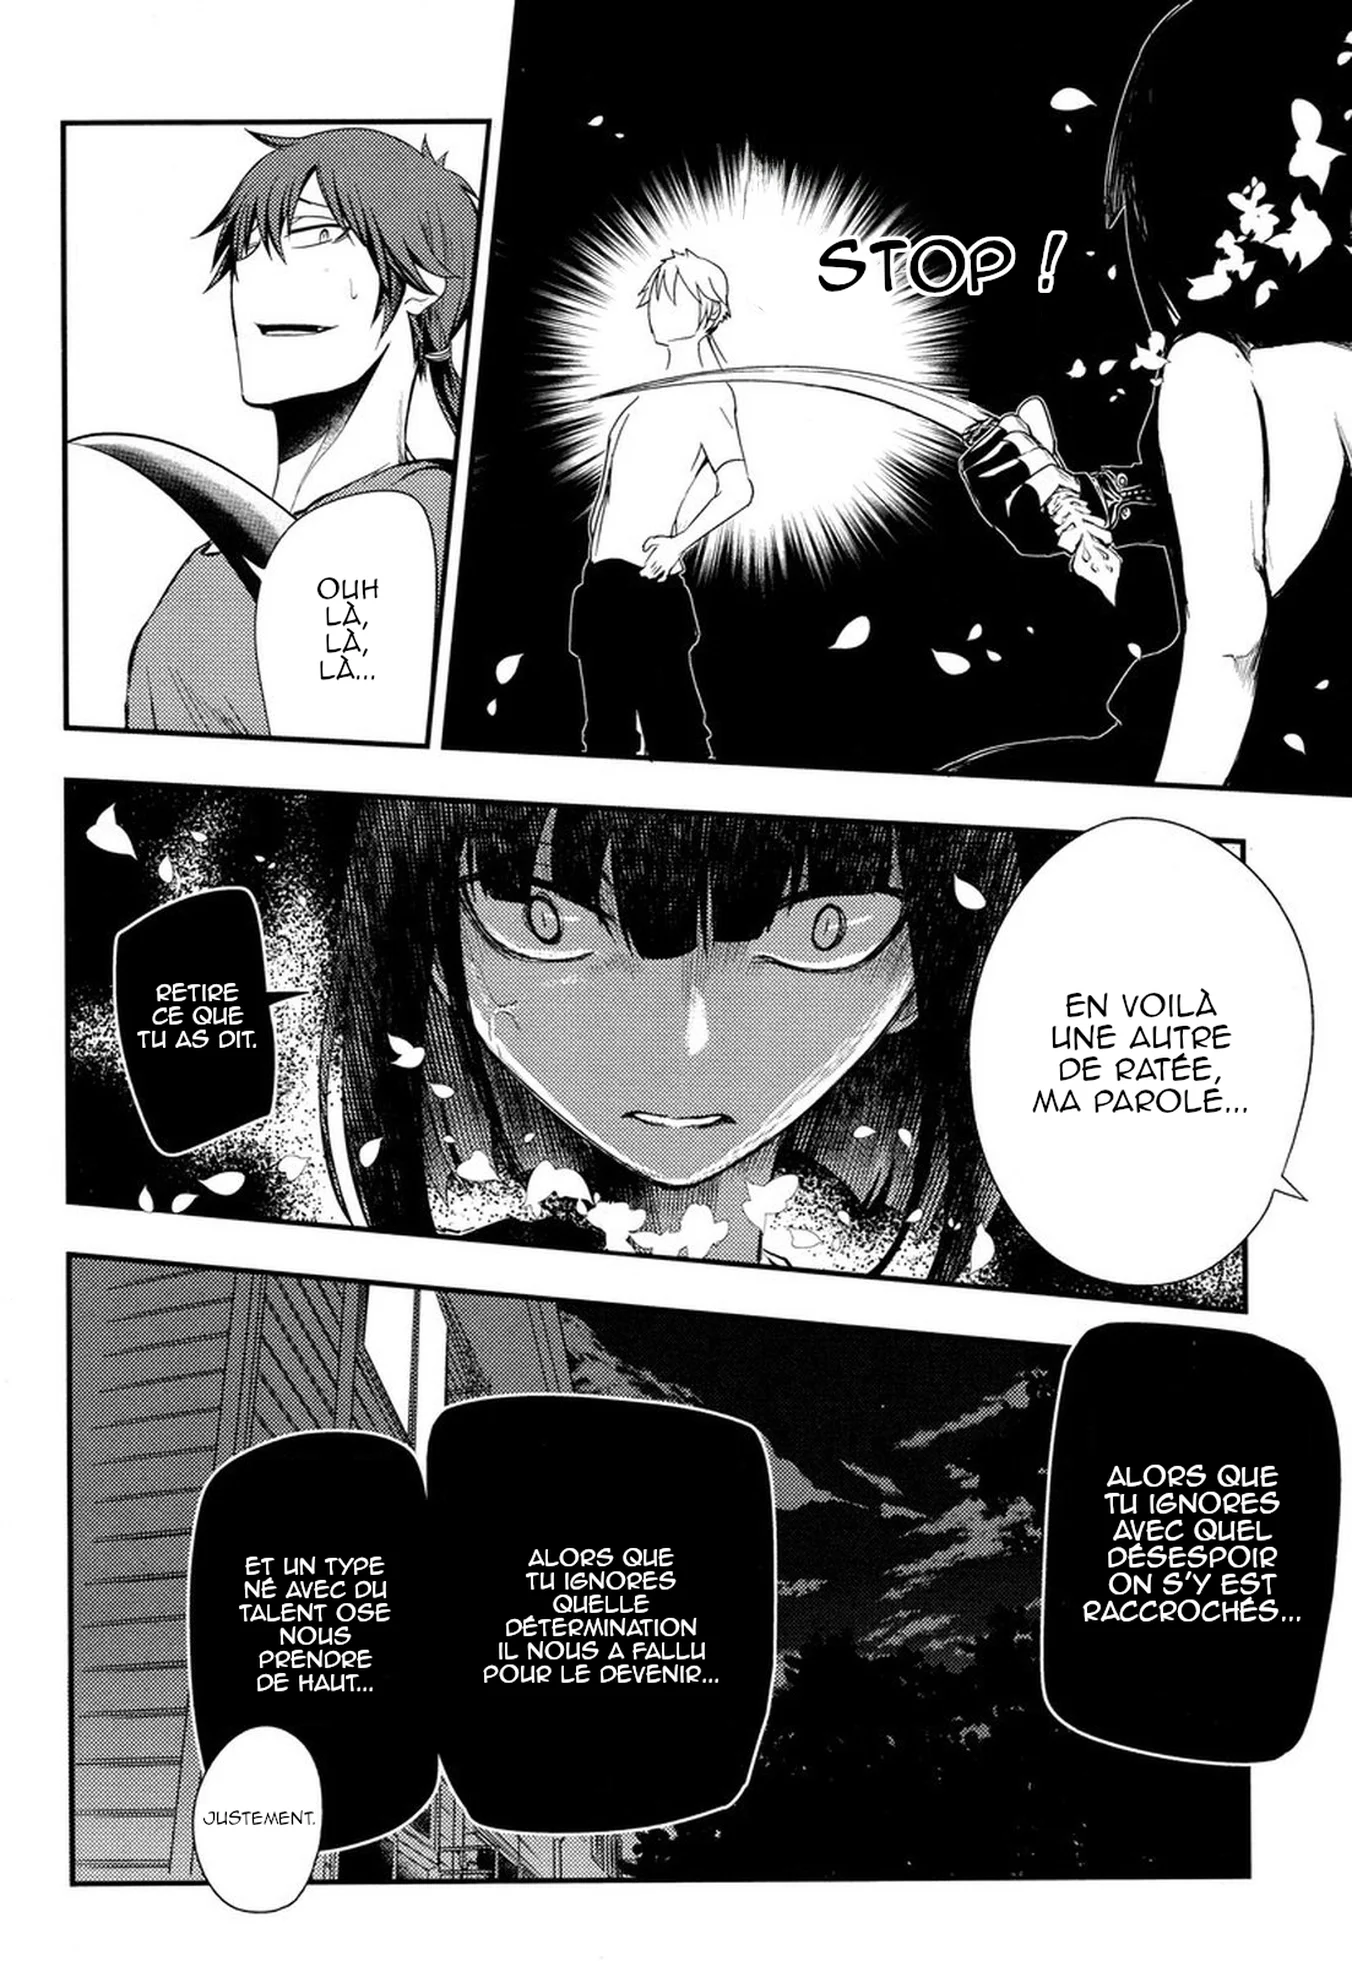 STOP !
OUH
LÀ,
LÀ,
LÀ...
EN VOILÀ
UNE AUTRE
DE RATÉE,
MA PAROLE...
RETIRE
CE QUE
TU AS DIT.
ALORS QUE
TU IGNORES
AVEC QUEL
DÉSESPOIR
ON S'Y EST
RACCROCHÉS...
ALORS QUE
TU IGNORES
QUELLE
DÉTERMINATION
IL NOUS A FALLU
POUR LE DEVENIR...
ET UN TYPE
NÉ AVEC DU
TALENT OSE
NOUS
PRENDRE
DE HAUT...
JUSTEMENT.